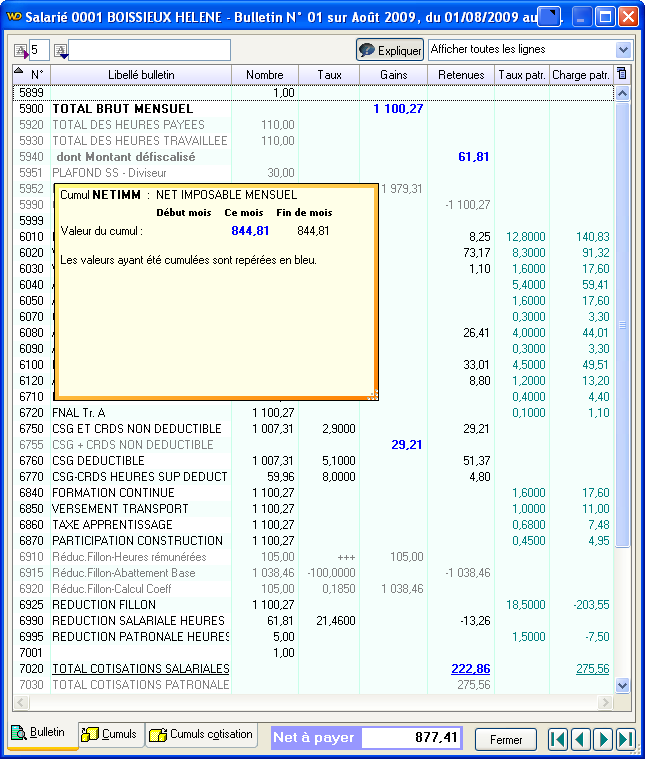 Salarié 0001 BOISSIEUX HELENE - Bulletin N° 01 sur Août 2009, du 01/08/2009 au
5 Expliquer Afficher toutes les lignes
N° Libellé bulletin Nombre Taux Gains Retenues Taux patr. Charge patr.
5899 1,00
5900 TOTAL BRUT MENSUEL 1 100,27
5920 TOTAL DES HEURES PAYEES 110,00
5930 TOTAL DES HEURES TRAVAILLEE 110,00
5940 dont Montant défiscalisé 61,81
5951 PLAFOND SS - Diviseur 30,00
5952 1 979,31
5990 -1 100,27
5999
6010 8,25 12,8000 140,83
6020 73,17 8,3000 91,32
6030 1,10 1,6000 17,60
6040 5,4000 59,41
6050 1,6000 17,60
6070 0,3000 3,30
6080 26,41 4,0000 44,01
6090 0,3000 3,30
6100 33,01 4,5000 49,51
6120 8,80 1,2000 13,20
6710 0,4000 4,40
Cumul NETIMM : NET IMPOSABLE MENSUEL
Début mois Ce mois Fin de mois
Valeur du cumul : 844,81 844,81
Les valeurs ayant été cumulées sont repérées en bleu.
6720 FNAL Tr. A 1 100,27 0,1000 1,10
6750 CSG ET CRDS NON DEDUCTIBLE 1 007,31 2,9000 29,21
6755 CSG + CRDS NON DEDUCTIBLE 29,21
6760 CSG DEDUCTIBLE 1 007,31 5,1000 51,37
6770 CSG-CRDS HEURES SUP DEDUCT 59,96 8,0000 4,80
6840 FORMATION CONTINUE 1 100,27 1,6000 17,60
6850 VERSEMENT TRANSPORT 1 100,27 1,0000 11,00
6860 TAXE APPRENTISSAGE 1 100,27 0,6800 7,48
6870 PARTICIPATION CONSTRUCTION 1 100,27 0,4500 4,95
6910 Réduc.Fillon-Heures rémunérées 105,00 +++ 105,00
6915 Réduc.Fillon-Abattement Base 1 038,46 -100,0000 -1 038,46
6920 Réduc.Fillon-Calcul Coeff 105,00 0,1850 1 038,46
6925 REDUCTION FILLON 1 100,27 18,5000 -203,55
6990 REDUCTION SALARIALE HEURES 61,81 21,4600 -13,26
6995 REDUCTION PATRONALE HEURES 5,00 1,5000 -7,50
7001 1,00
7020 TOTAL COTISATIONS SALARIALES 222,86 275,56
7030 TOTAL COTISATIONS PATRONALE 275,56
Bulletin Cumuls Cumuls cotisation Net à payer 877,41 Fermer